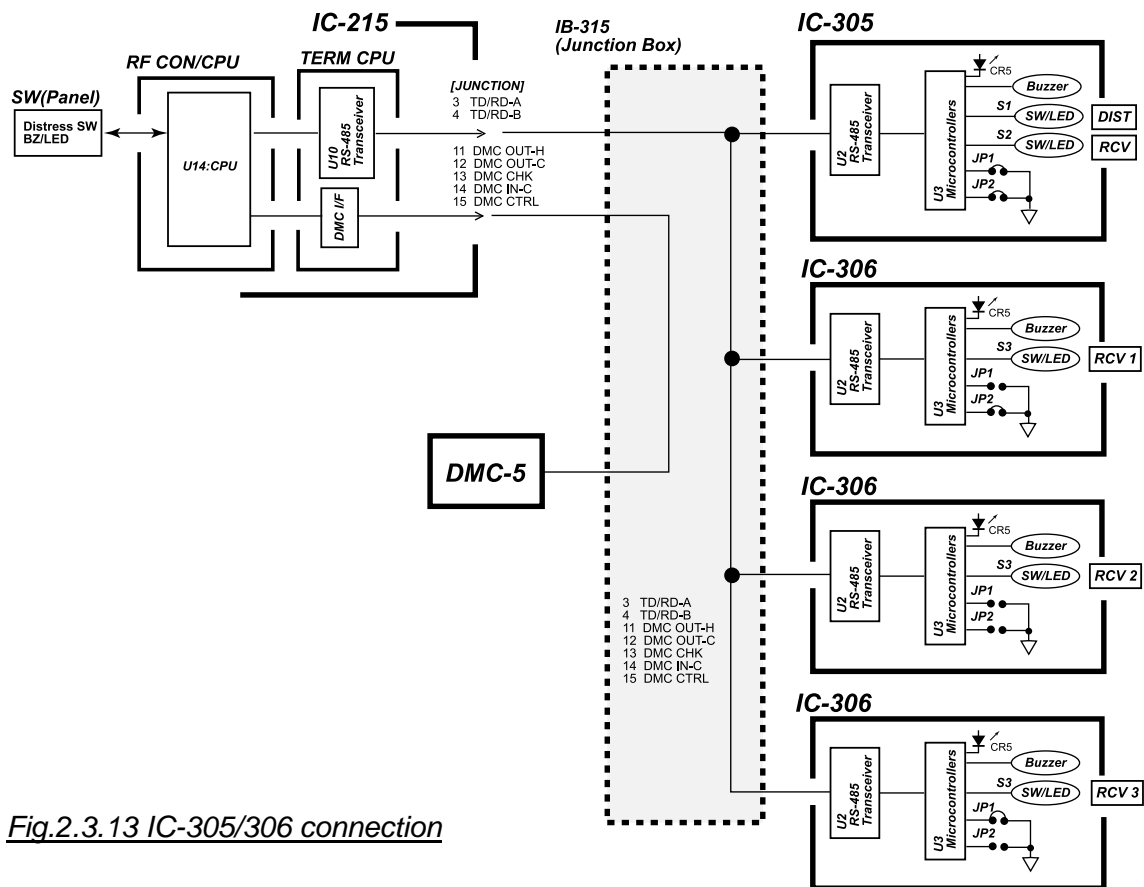 IC-215
RF CON/CPU
TERM CPU
SW(Panel)
Distress SW
BZ/LED
U14:CPU
U10
RS-485
Transceiver
DMC I/F
[JUNCTION]
3 TD/RD-A
4 TD/RD-B
11 DMC OUT-H
12 DMC OUT-C
13 DMC CHK
14 DMC IN-C
15 DMC CTRL
IB-315
(Junction Box)
DMC-5
3 TD/RD-A
4 TD/RD-B
11 DMC OUT-H
12 DMC OUT-C
13 DMC CHK
14 DMC IN-C
15 DMC CTRL
IC-305
U2
RS-485
Transceiver
U3
Microcontrollers
CR5
Buzzer
S1
SW/LED
DIST
S2
SW/LED
RCV
JP1
JP2
IC-306
U2
RS-485
Transceiver
U3
Microcontrollers
CR5
Buzzer
S3
SW/LED
RCV 1
JP1
JP2
IC-306
U2
RS-485
Transceiver
U3
Microcontrollers
CR5
Buzzer
S3
SW/LED
RCV 2
JP1
JP2
IC-306
U2
RS-485
Transceiver
U3
Microcontrollers
CR5
Buzzer
S3
SW/LED
RCV 3
JP1
JP2
Fig.2.3.13 IC-305/306 connection